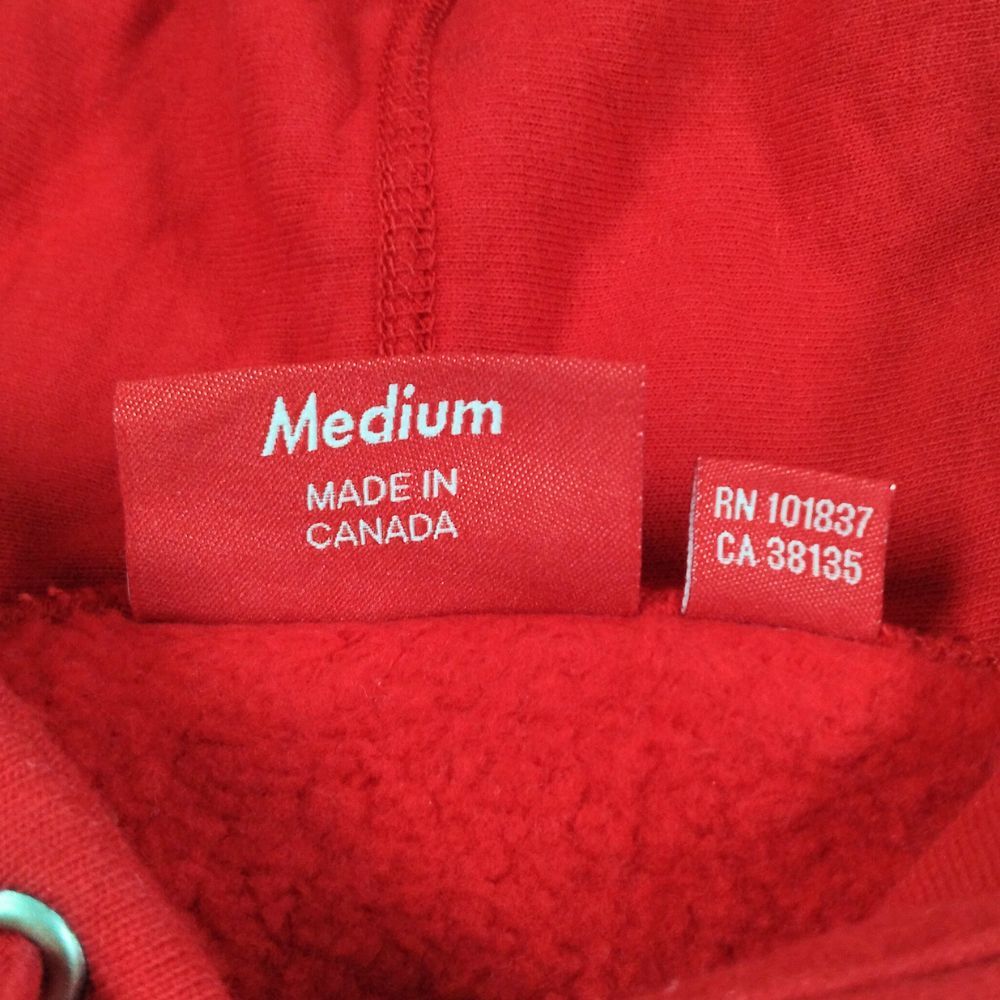 Medium
MADE IN
CANADA
RN 101837
CA 38135